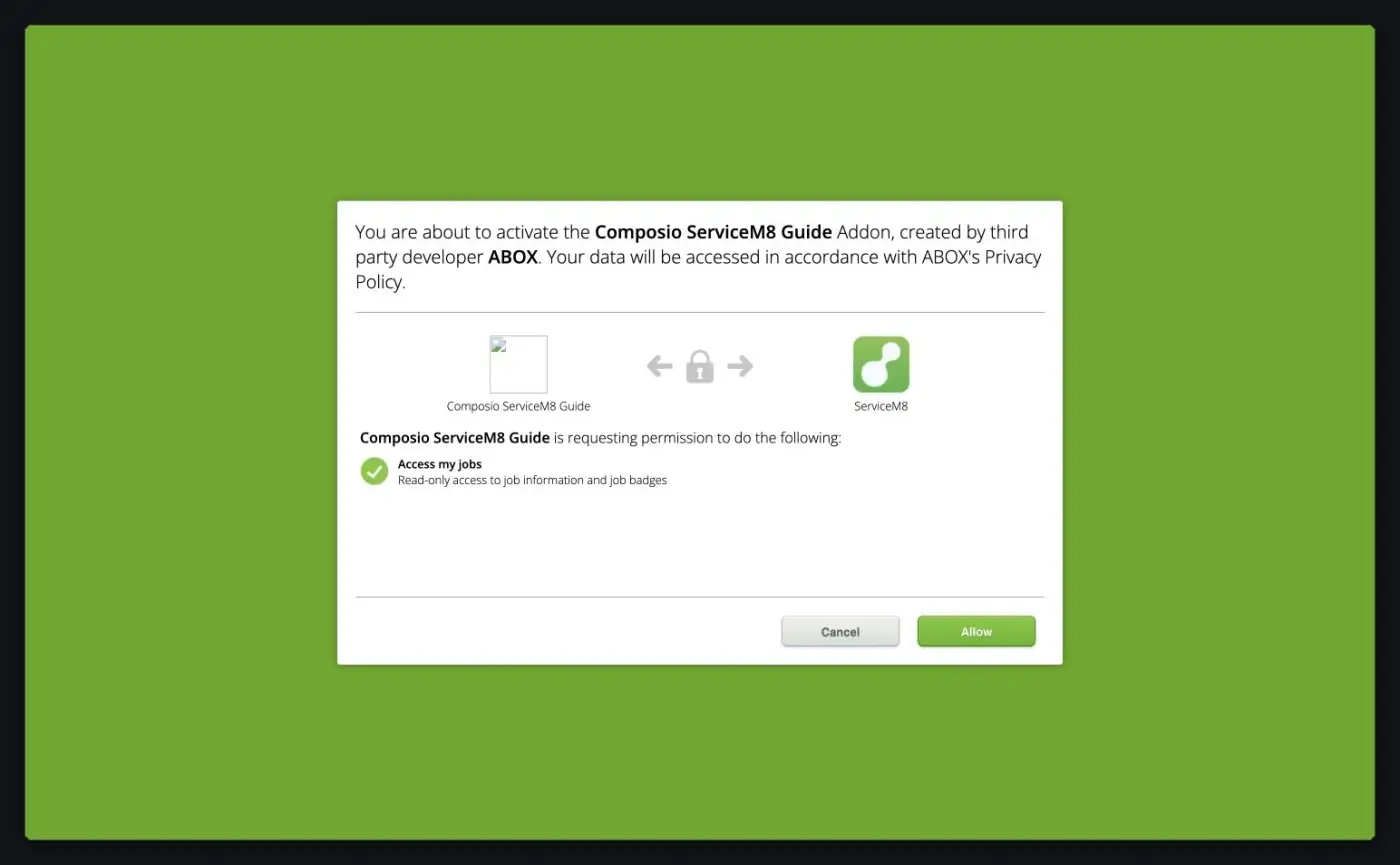 You are about to activate the Composio ServiceM8 Guide Addon, created by third
party developer ABOX. Your data will be accessed in accordance with ABOX's Privacy
Policy.
Composio ServiceM8 Guide
ServiceM8
Composio ServiceM8 Guide is requesting permission to do the following:
Access my jobs
Read-only access to job information and job badges
Cancel
Allow